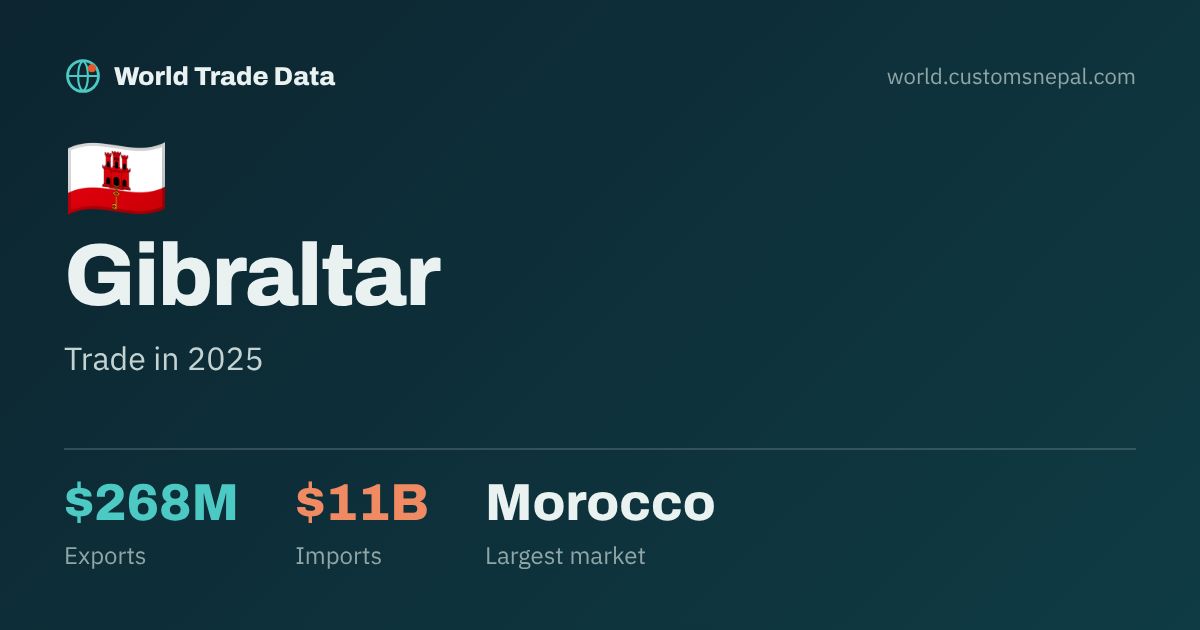 World Trade Data
world.customsnepal.com
Gibraltar
Trade in 2025
$268M
Exports
$11B
Imports
Morocco
Largest market